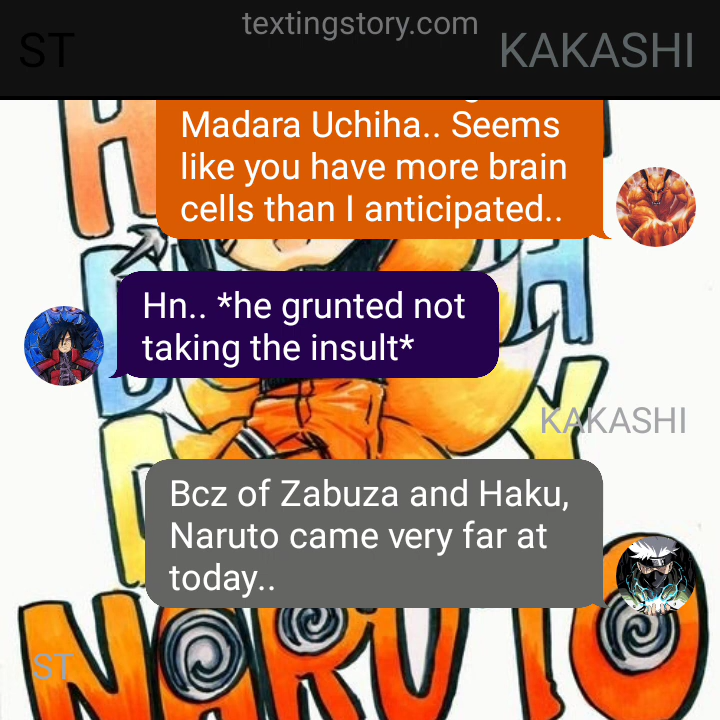 textingstory.com
ST
KAKASHI
Madara Uchiha.. Seems
like you have more brain
cells than I anticipated..
Hn.. *he grunted not
taking the insult*
KAKASHI
Bcz of Zabuza and Haku,
Naruto came very far at
today..
ST
NARUTO